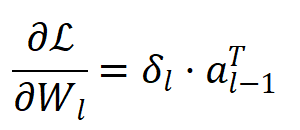 ∂ℒ/∂W_l = δ_l · a_{l−1}^T